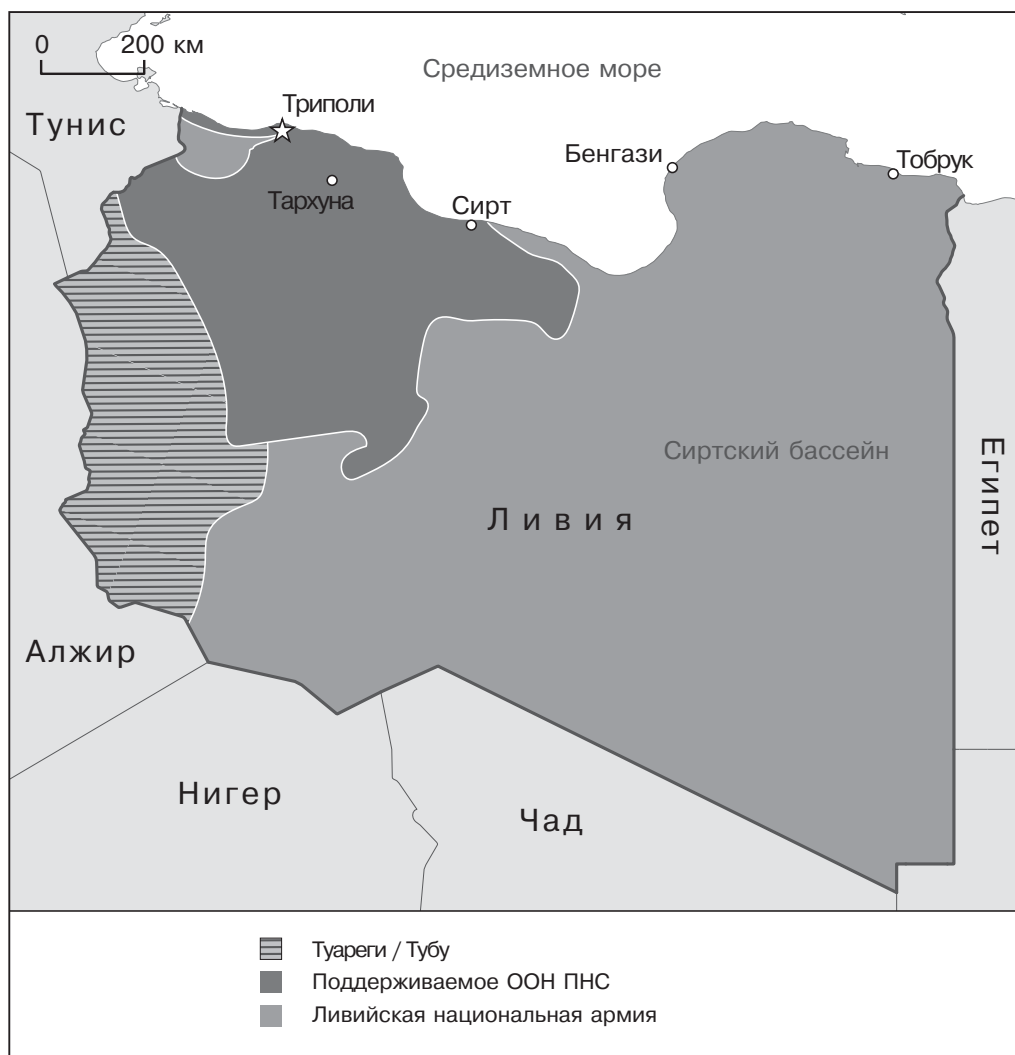 0 200 км
Средиземное море
Триполи
Тунис
Бенгази
Тобрук
Тархуна
Сирт
Сиртский бассейн
Египет
Ливия
Алжир
Нигер
Чад
Туареги / Тубу
Поддерживаемое ООН ПНС
Ливийская национальная армия